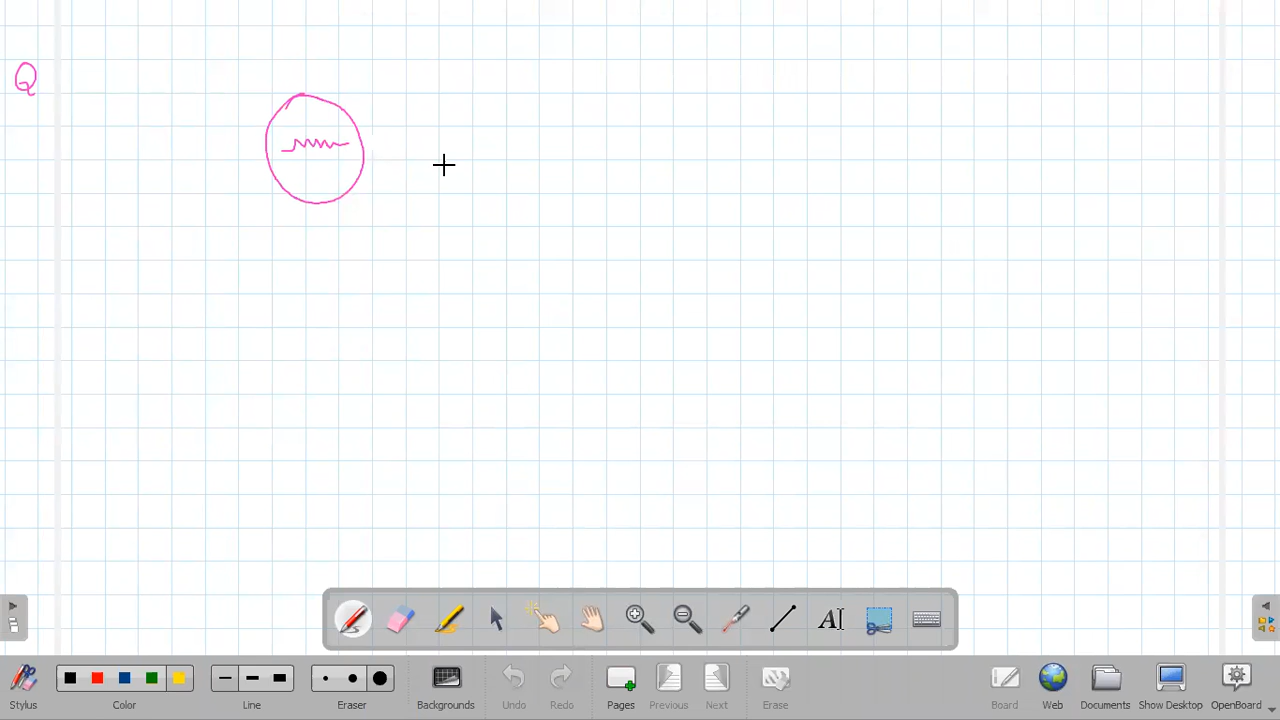 Q
A
Stylus
Color
Line
Eraser
Backgrounds
Undo
Redo
Pages
Previous
Next
Erase
Board
Web
Documents
Show Desktop
OpenBoard